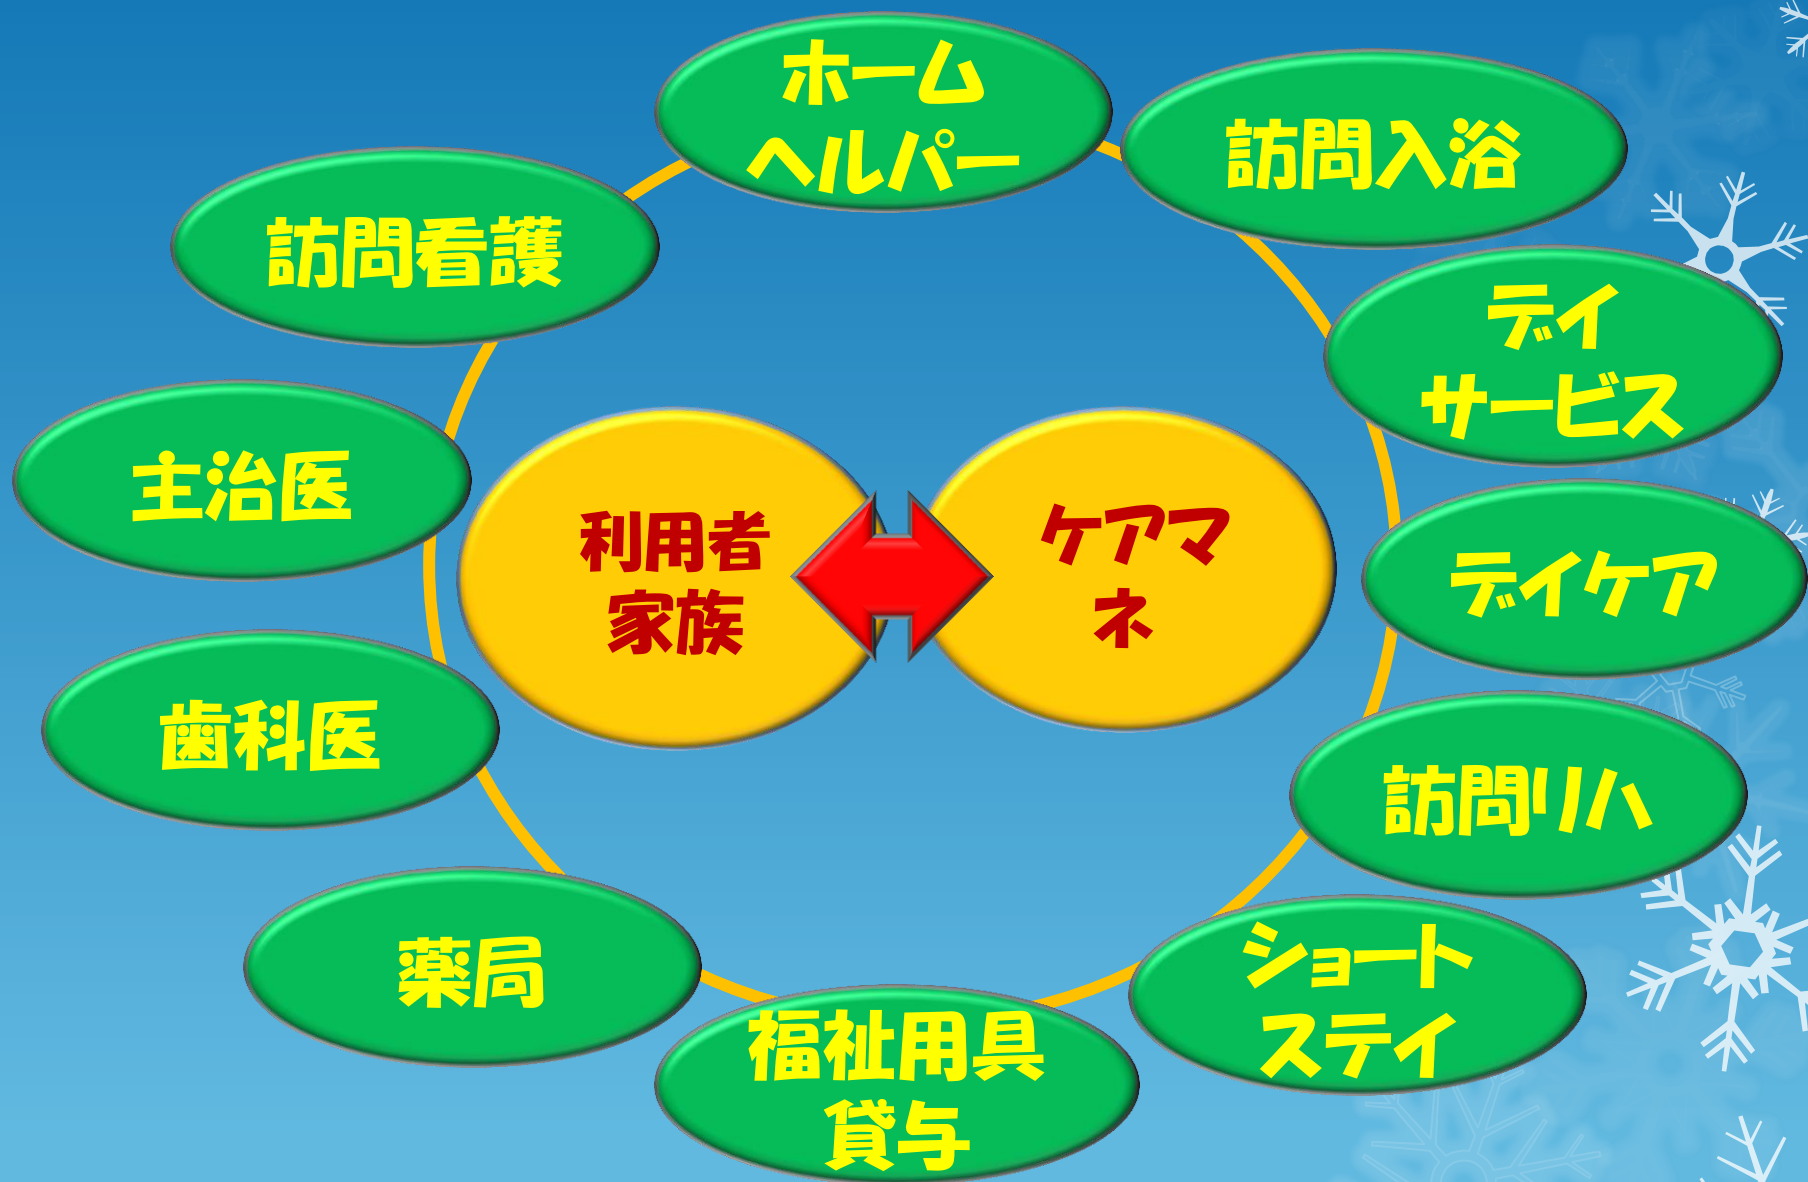 ホーム
ヘルパー
訪問入浴
訪問看護
デイ
サービス
主治医
利用者
家族
ケアマ
ネ
デイケア
歯科医
訪問リハ
薬局
ショート
ステイ
福祉用具
貸与